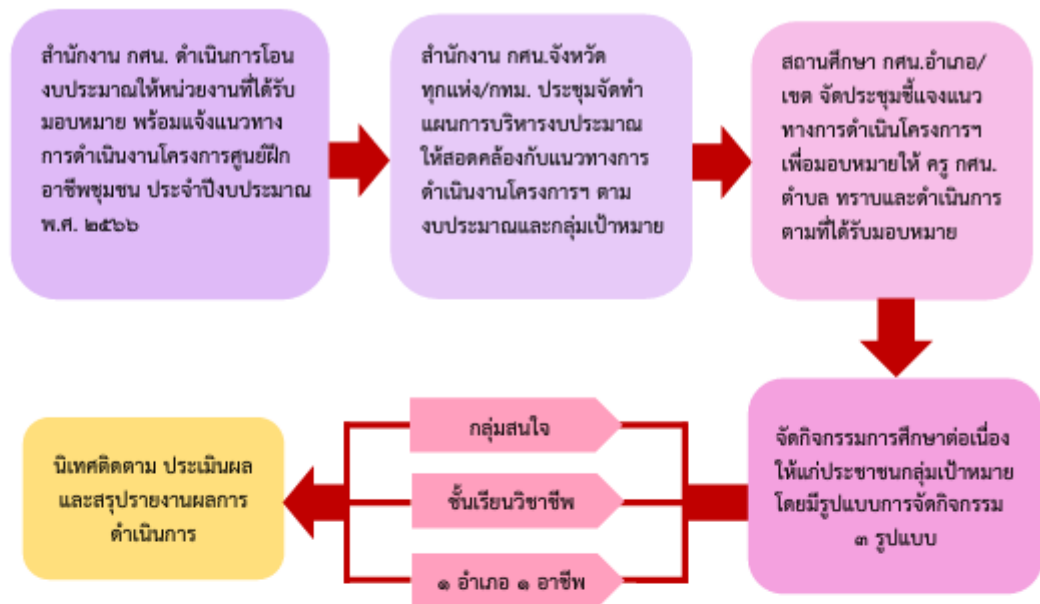 สำนักงาน กศน. ดำเนินการโอน
งบประมาณให้หน่วยงานที่ได้รับ
มอบหมาย พร้อมแจ้งแนวทาง
การดำเนินงานโครงการศูนย์ฝึก
อาชีพชุมชน ประจำปีงบประมาณ
พ.ศ. ๒๕๖๖
สำนักงาน กศน.จังหวัด
ทุกแห่ง/กทม. ประชุมจัดทำ
แผนการบริหารงบประมาณ
ให้สอดคล้องกับแนวทางการ
ดำเนินงานโครงการฯ ตาม
งบประมาณและกลุ่มเป้าหมาย
สถานศึกษา กศน.อำเภอ/
เขต จัดประชุมชี้แจงแนว
ทางการดำเนินโครงการฯ
เพื่อมอบหมายให้ ครู กศน.
ตำบล ทราบและดำเนินการ
ตามที่ได้รับมอบหมาย
จัดกิจกรรมการศึกษาต่อเนื่อง
ให้แก่ประชาชนกลุ่มเป้าหมาย
โดยมีรูปแบบการจัดกิจกรรม
๓ รูปแบบ
กลุ่มสนใจ
ชั้นเรียนวิชาชีพ
๑ อำเภอ ๑ อาชีพ
นิเทศติดตาม ประเมินผล
และสรุปรายงานผลการ
ดำเนินการ